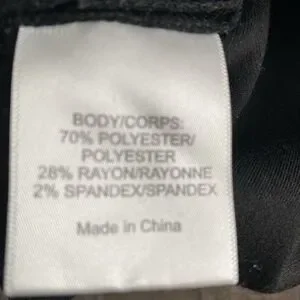 BODY/CORPS:
70% POLYESTER/
POLYESTER
28% RAYON/RAYONNE
2% SPANDEX/SPANDEX
Made in China